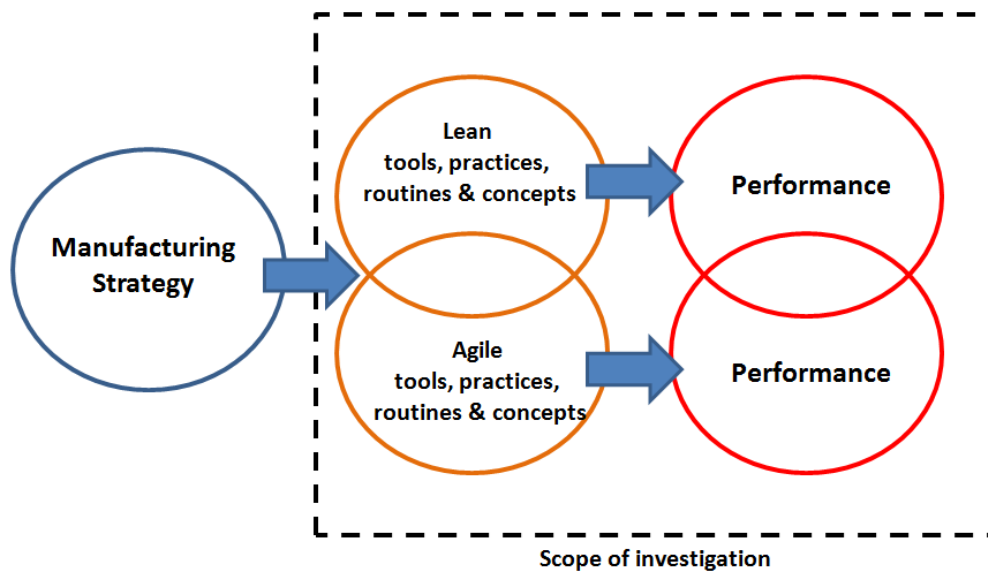 Manufacturing
Strategy
Lean
tools, practices,
routines & concepts
Performance
Agile
tools, practices,
routines & concepts
Performance
Scope of investigation